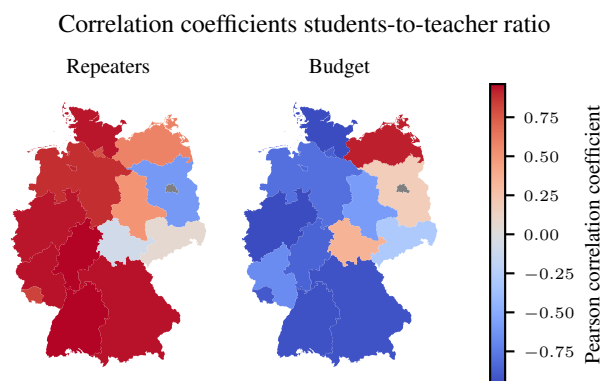 Correlation coefficients students-to-teacher ratio
Repeaters
Budget
0.75
0.50
0.25
0.00
−0.25
−0.50
−0.75
Pearson correlation coefficient